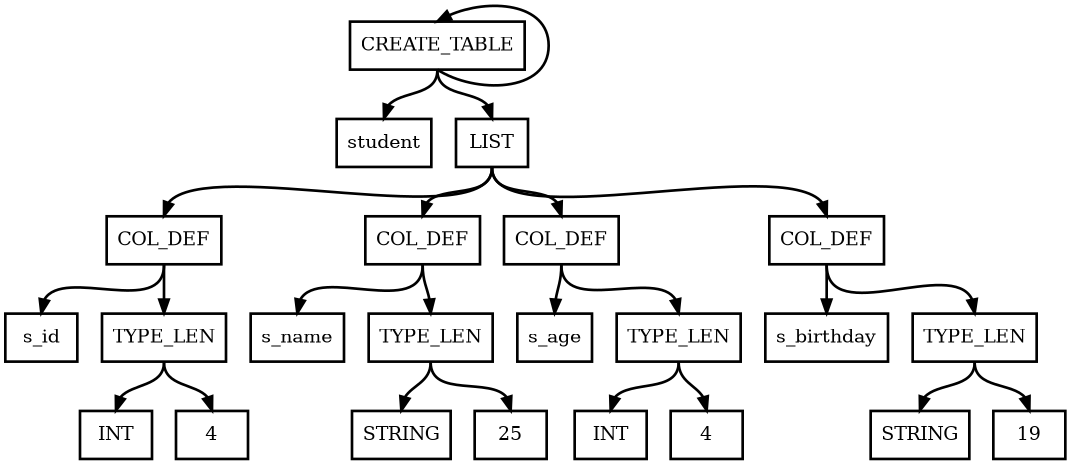 CREATE_TABLE
student
LIST
COL_DEF
COL_DEF
COL_DEF
COL_DEF
s_id
TYPE_LEN
s_name
TYPE_LEN
s_age
TYPE_LEN
s_birthday
TYPE_LEN
INT
4
STRING
25
INT
4
STRING
19